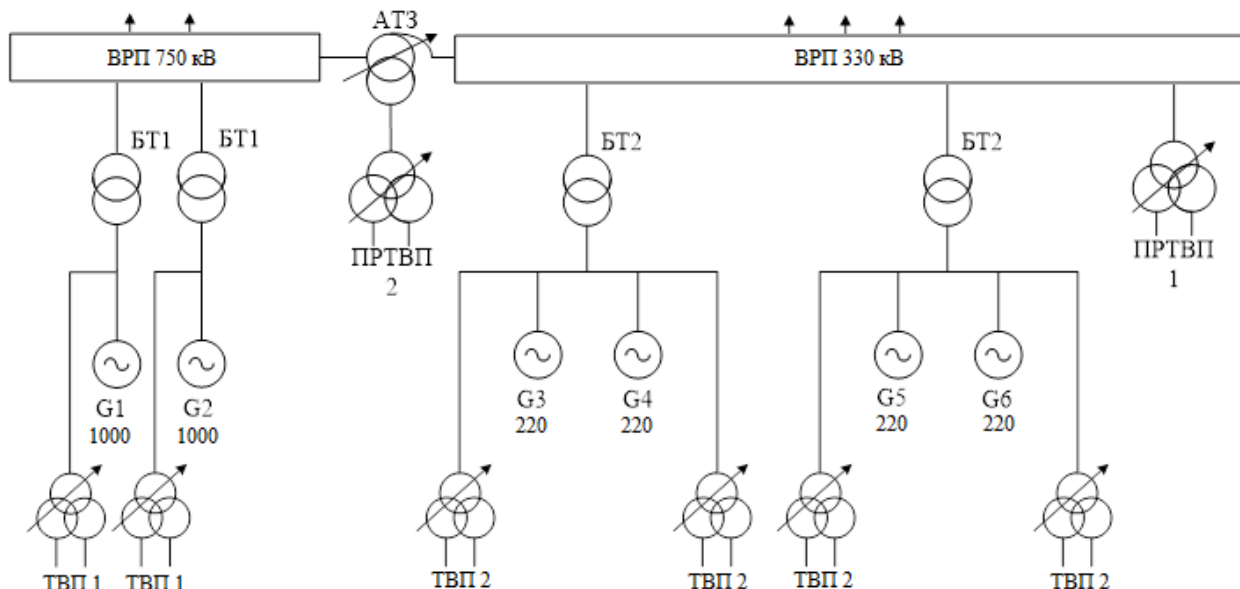 АТЗ
ВРП 750 кВ
ВРП 330 кВ
БТ1
БТ1
БТ2
БТ2
ПРТВП
2
ПРТВП
1
G1
1000
G2
1000
G3
220
G4
220
G5
220
G6
220
ТВП 1
ТВП 1
ТВП 2
ТВП 2
ТВП 2
ТВП 2